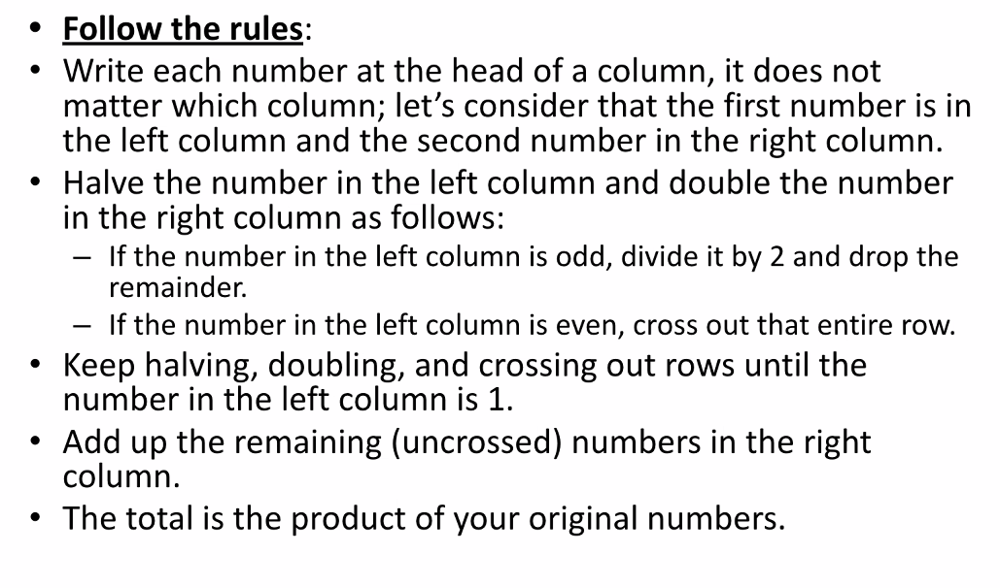 • Follow the rules:
• Write each number at the head of a column, it does not
matter which column; let’s consider that the first number is in
the left column and the second number in the right column.
• Halve the number in the left column and double the number
in the right column as follows:
– If the number in the left column is odd, divide it by 2 and drop the
remainder.
– If the number in the left column is even, cross out that entire row.
• Keep halving, doubling, and crossing out rows until the
number in the left column is 1.
• Add up the remaining (uncrossed) numbers in the right
column.
• The total is the product of your original numbers.